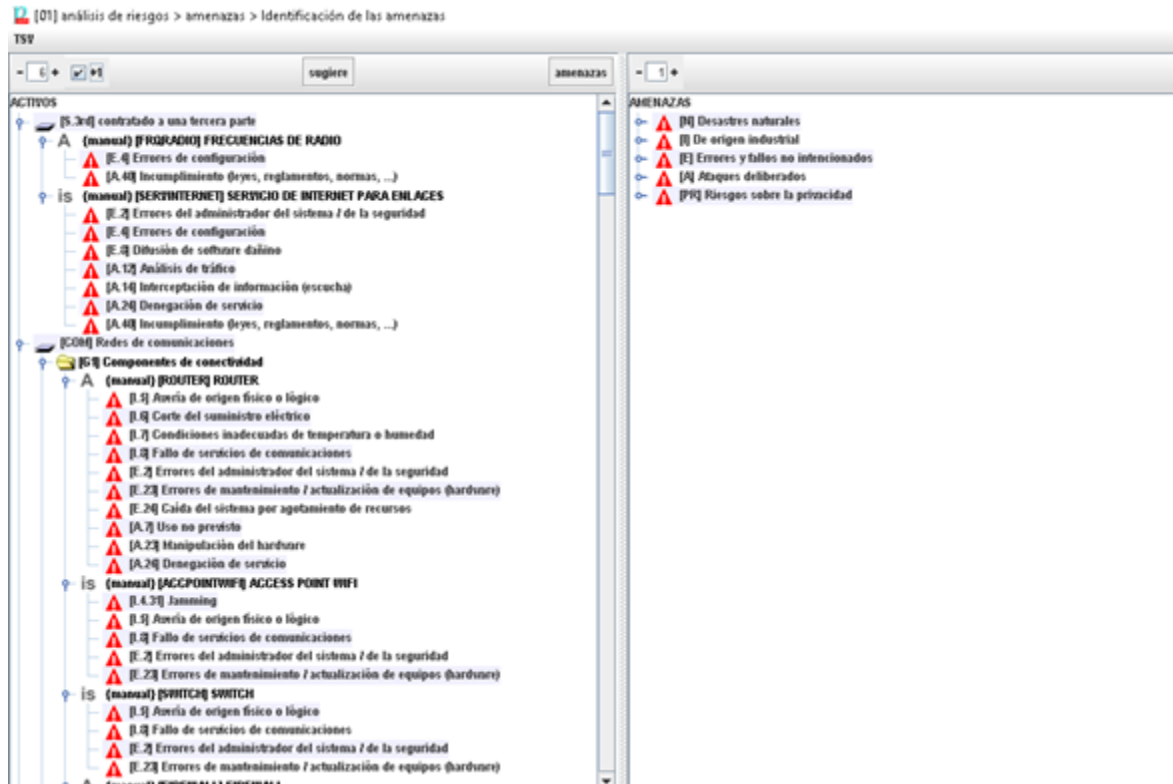 [01] análisis de riesgos > amenazas > Identificación de las amenazas
TSV
- 6 + +1 sugiere amenazas
- 1 +
ACTIVOS
[S.3rd] contratado a una tercera parte
A (manual) [FRQRADIO] FRECUENCIAS DE RADIO
[E.4] Errores de configuración
[A.40] Incumplimiento (leyes, reglamentos, normas, ...)
is (manual) [SERVINTERNET] SERVICIO DE INTERNET PARA ENLACES
[E.2] Errores del administrador del sistema / de la seguridad
[E.4] Errores de configuración
[E.8] Difusión de software dañino
[A.12] Análisis de tráfico
[A.14] Interceptación de información (escucha)
[A.24] Denegación de servicio
[A.40] Incumplimiento (leyes, reglamentos, normas, ...)
[COM] Redes de comunicaciones
[G1] Componentes de conectividad
A (manual) [ROUTER] ROUTER
[I.5] Avería de origen físico o lógico
[I.6] Corte del suministro eléctrico
[I.7] Condiciones inadecuadas de temperatura o humedad
[I.8] Fallo de servicios de comunicaciones
[E.2] Errores del administrador del sistema / de la seguridad
[E.23] Errores de mantenimiento / actualización de equipos (hardware)
[E.24] Caída del sistema por agotamiento de recursos
[A.7] Uso no previsto
[A.23] Manipulación del hardware
[A.24] Denegación de servicio
is (manual) [ACCPOINTWIFI] ACCESS POINT WIFI
[I.4.31] Jamming
[I.5] Avería de origen físico o lógico
[I.8] Fallo de servicios de comunicaciones
[E.2] Errores del administrador del sistema / de la seguridad
[E.23] Errores de mantenimiento / actualización de equipos (hardware)
is (manual) [SWITCH] SWITCH
[I.5] Avería de origen físico o lógico
[I.8] Fallo de servicios de comunicaciones
[E.2] Errores del administrador del sistema / de la seguridad
[E.23] Errores de mantenimiento / actualización de equipos (hardware)
AMENAZAS
[N] Desastres naturales
[I] De origen industrial
[E] Errores y fallos no intencionados
[A] Ataques deliberados
[PR] Riesgos sobre la privacidad